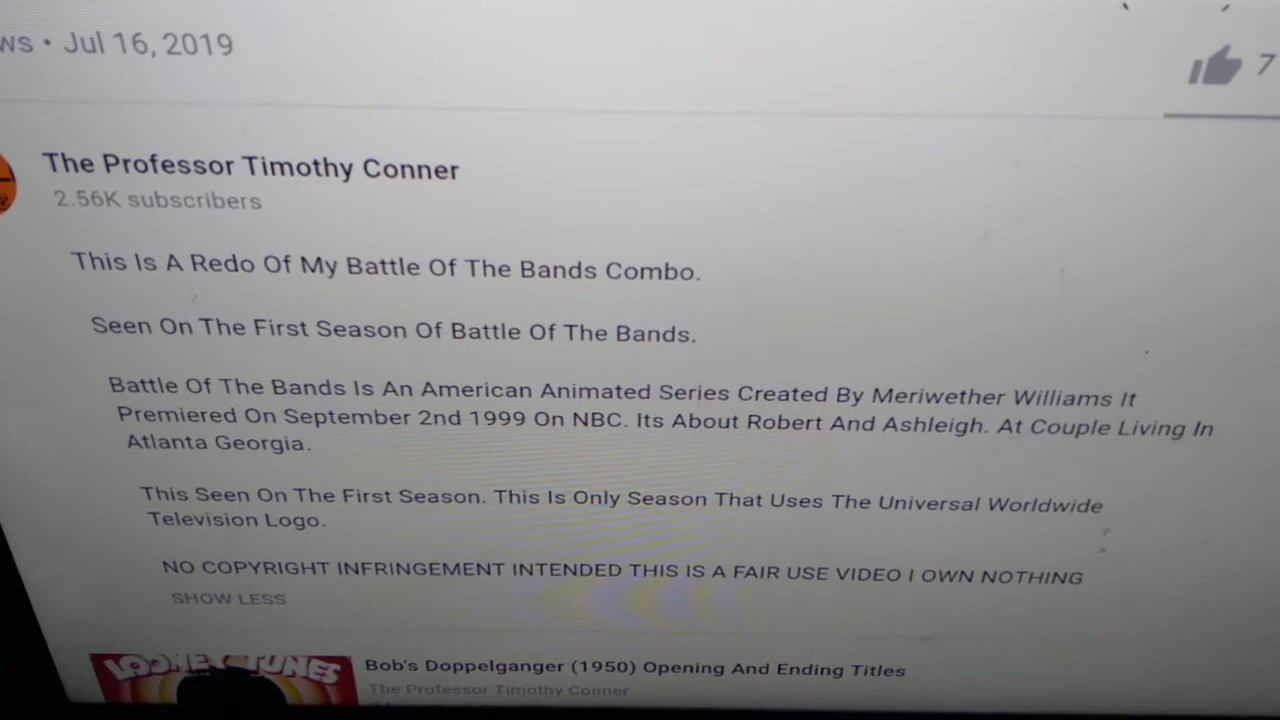 ws • Jul 16, 2019
7
The Professor Timothy Conner
2.56K subscribers
This Is A Redo Of My Battle Of The Bands Combo.
Seen On The First Season Of Battle Of The Bands.
Battle Of The Bands Is An American Animated Series Created By Meriwether Williams It
Premiered On September 2nd 1999 On NBC. Its About Robert And Ashleigh. At Couple Living In
Atlanta Georgia.
This Seen On The First Season. This Is Only Season That Uses The Universal Worldwide
Television Logo.
NO COPYRIGHT INFRINGEMENT INTENDED THIS IS A FAIR USE VIDEO I OWN NOTHING
SHOW LESS
LOONEY TUNES
Bob's Doppelganger (1950) Opening And Ending Titles
The Professor Timothy Conner